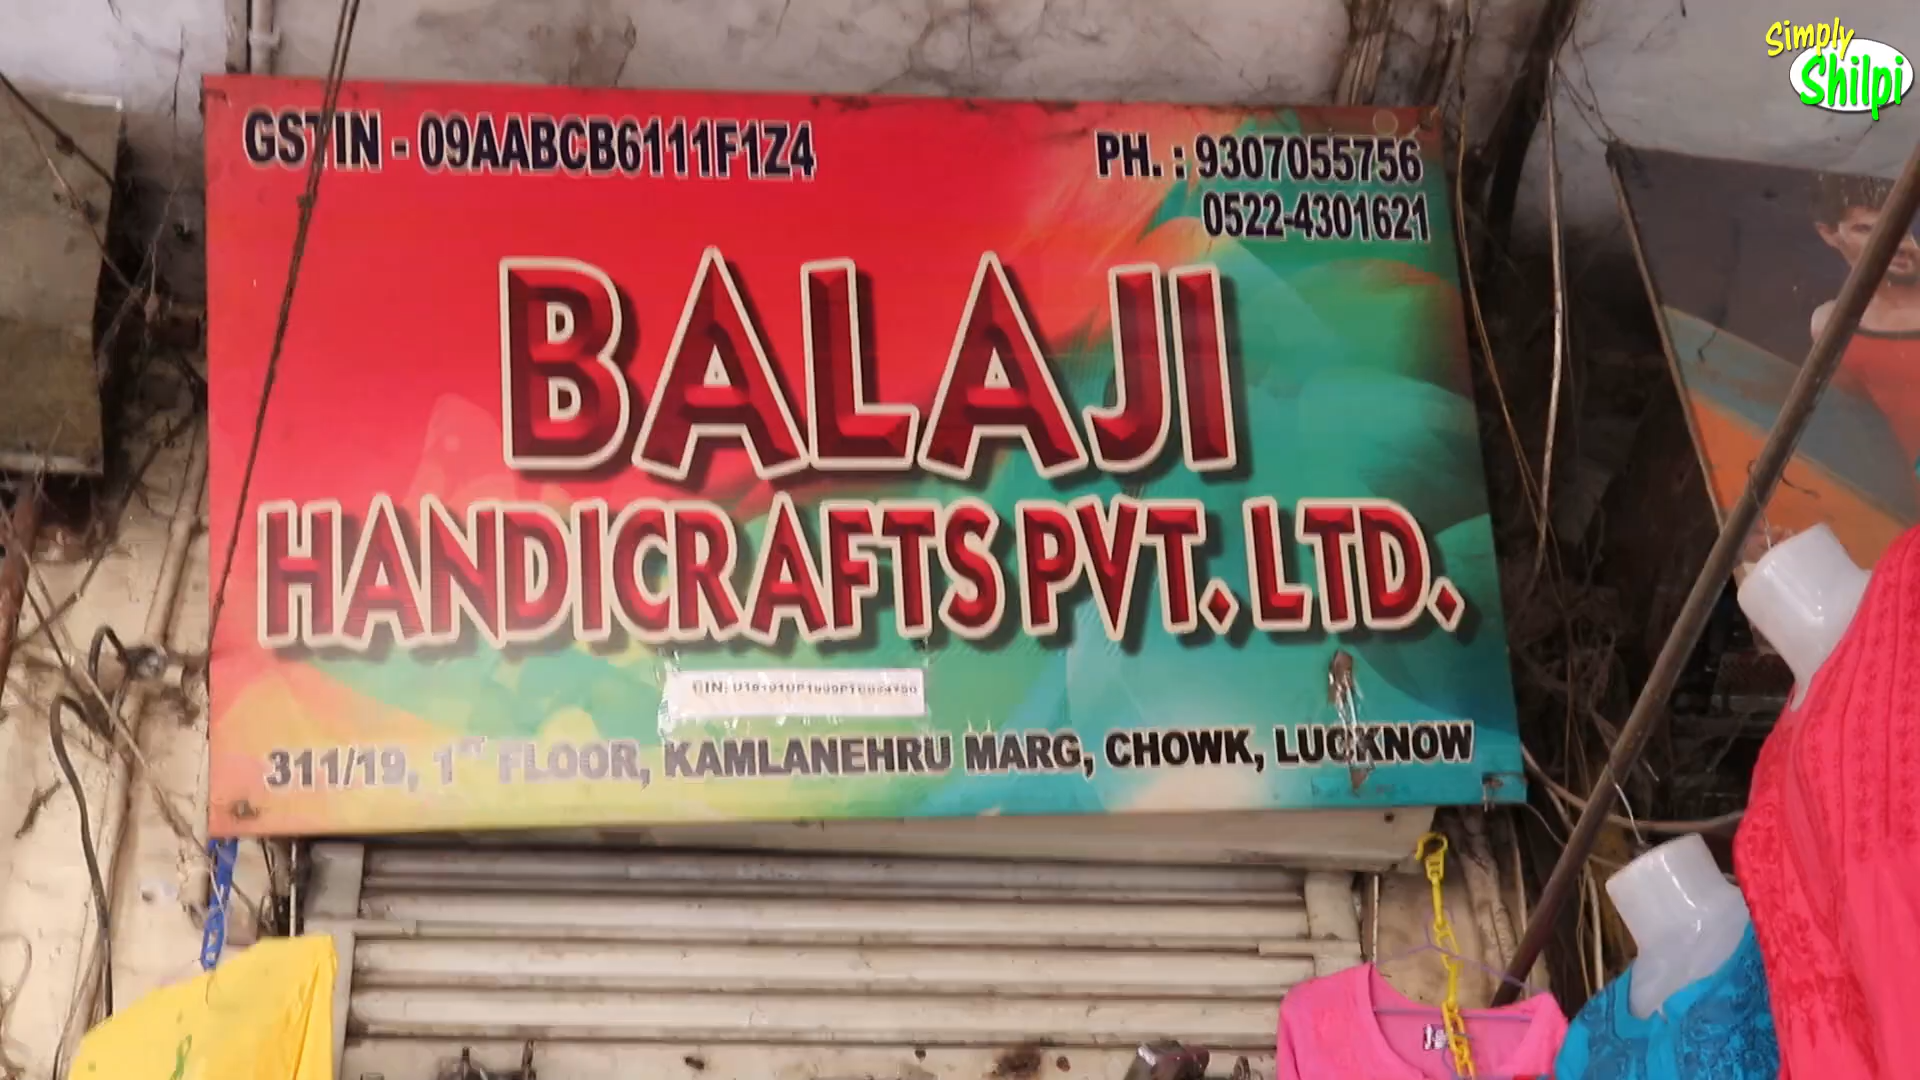 Simply
Shilpi
GSTIN - 09AABCB6111F1Z4
PH. : 9307055756
0522-4301621
BALAJI
HANDICRAFTS PVT. LTD.
CIN:
311/19, 1ST FLOOR, KAMLANEHRU MARG, CHOWK, LUCKNOW